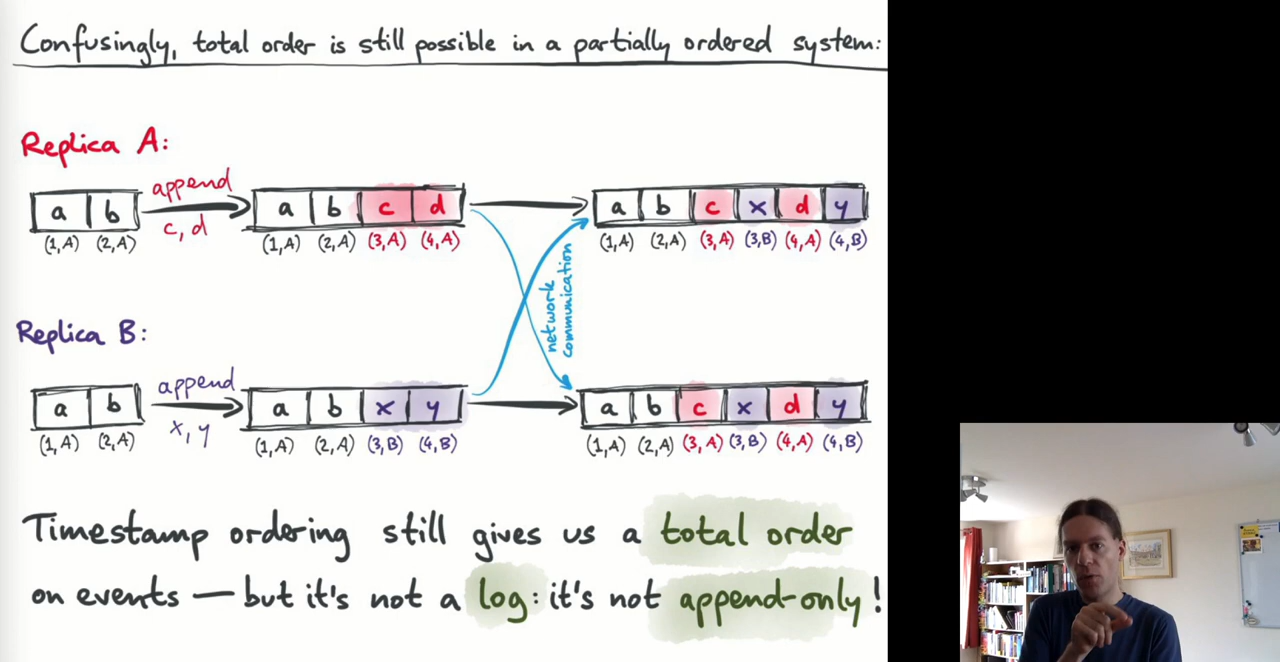 Confusingly, total order is still possible in a partially ordered system:
Replica A:
a b
(1,A) (2,A)
append
c, d
a b c d
(1,A) (2,A) (3,A) (4,A)
a b c x d y
(1,A) (2,A) (3,A) (3,B) (4,A) (4,B)
network
communication
Replica B:
a b
(1,A) (2,A)
append
x, y
a b x y
(1,A) (2,A) (3,B) (4,B)
a b c x d y
(1,A) (2,A) (3,A) (3,B) (4,A) (4,B)
Timestamp ordering still gives us a total order
on events — but it's not a log: it's not append-only!